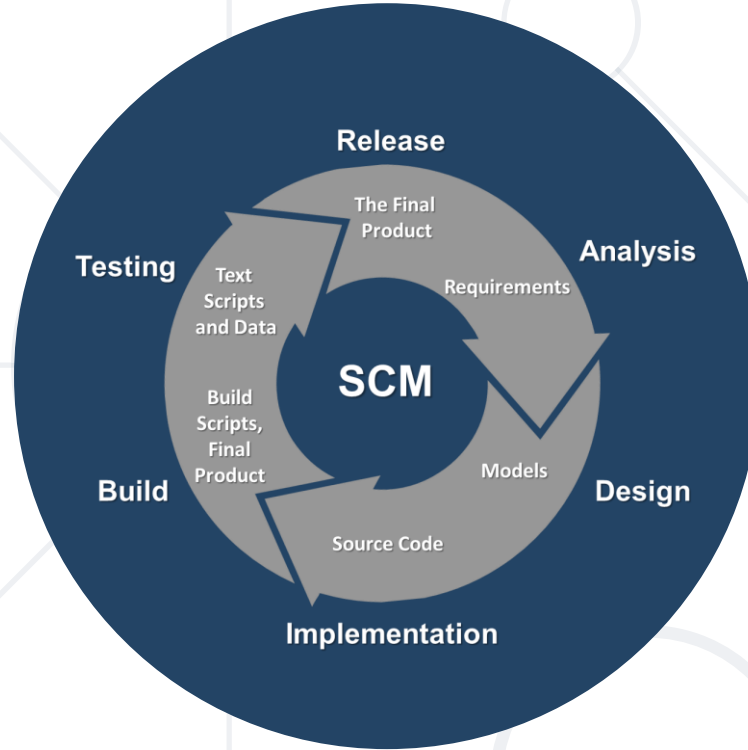 Release
The Final
Product
Analysis
Requirements
Testing
Text
Scripts
and Data
SCM
Build
Scripts,
Final
Product
Models
Build
Design
Source Code
Implementation